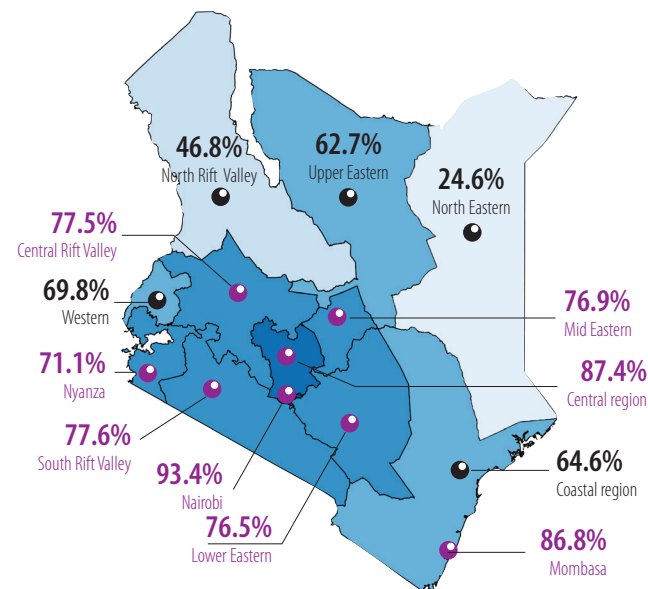 46.8%
North Rift Valley
62.7%
Upper Eastern
24.6%
North Eastern
77.5%
Central Rift Valley
69.8%
Western
76.9%
Mid Eastern
71.1%
Nyanza
87.4%
Central region
77.6%
South Rift Valley
93.4%
Nairobi
64.6%
Coastal region
76.5%
Lower Eastern
86.8%
Mombasa